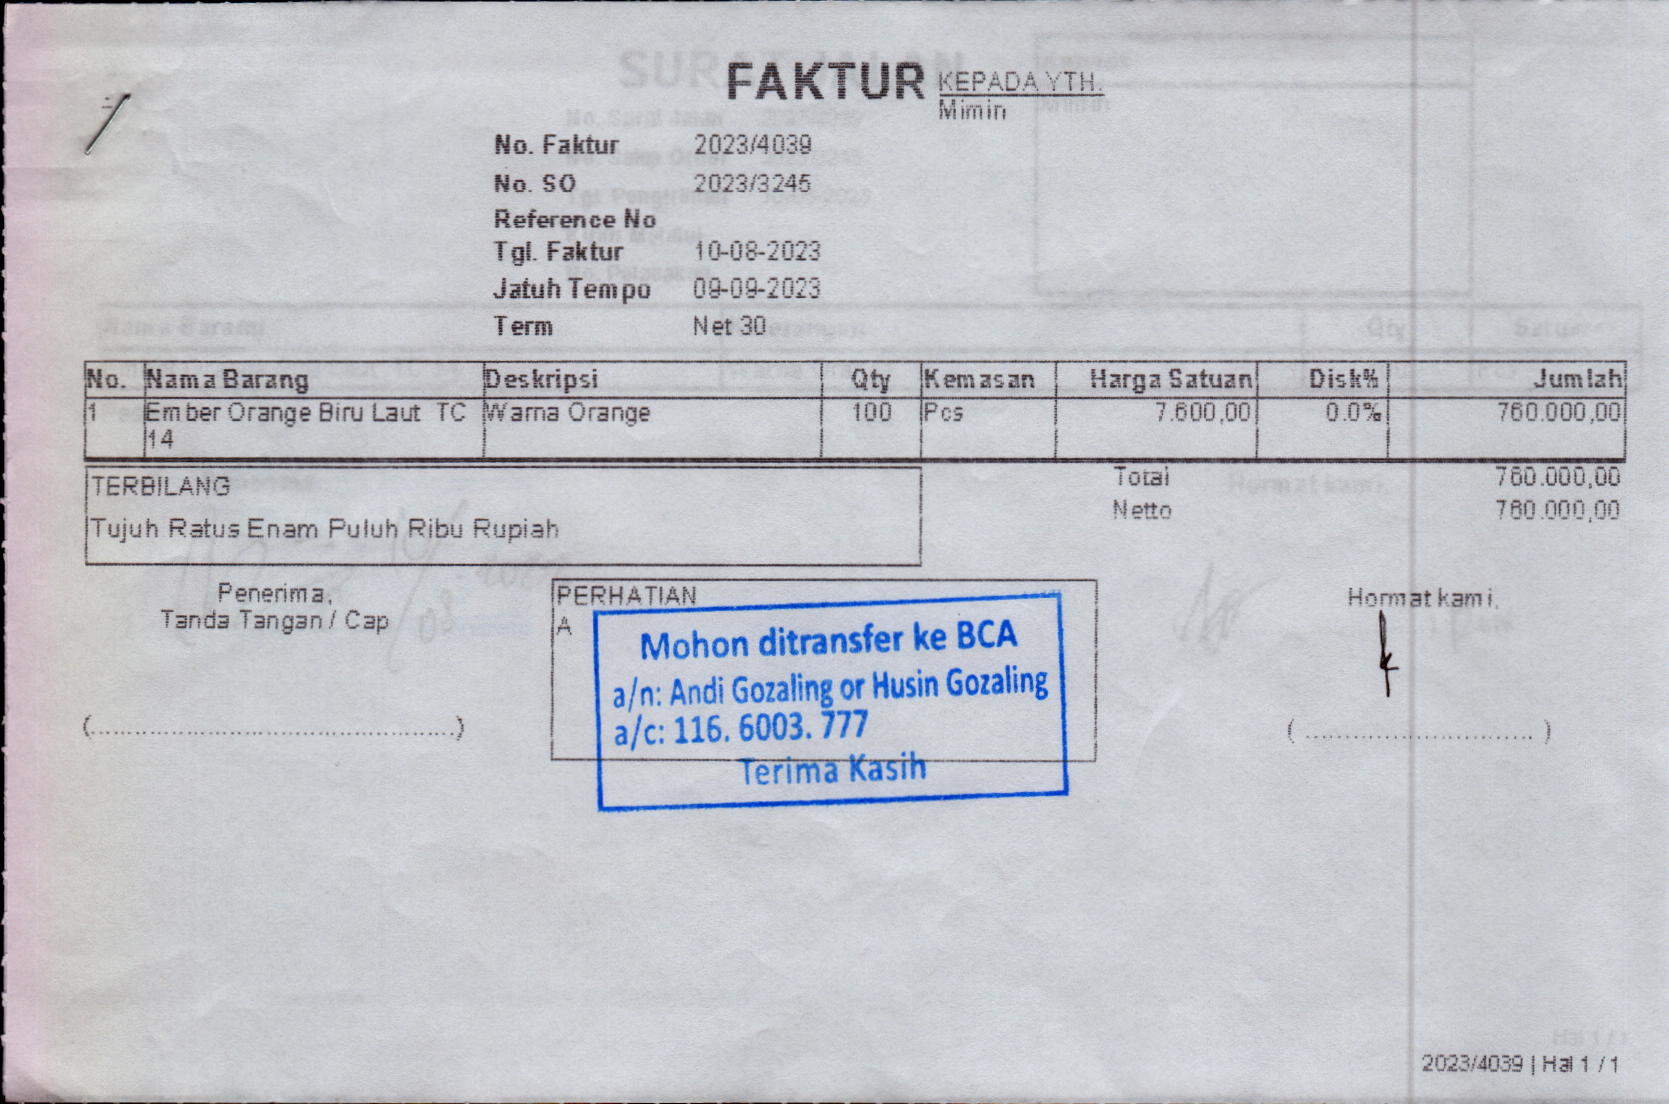 FAKTUR
KEPADA YTH.
Mimin
No. Faktur 2023/4039
No. SO 2023/3245
Reference No
Tgl. Faktur 10-08-2023
Jatuh Tempo 09-09-2023
Term Net 30
No. Nama Barang Deskripsi Qty Kemasan Harga Satuan Disk% Jumlah
1 Ember Orange Biru Laut TC Warna Orange 100 Pcs 7.600,00 0.0% 760.000,00
14
TERBILANG
Tujuh Ratus Enam Puluh Ribu Rupiah
Total 760.000,00
Netto 760.000,00
Penerima,
Tanda Tangan / Cap
PERHATIAN
A
Mohon ditransfer ke BCA
a/n: Andi Gozaling or Husin Gozaling
a/c: 116. 6003. 777
Terima Kasih
Hormat kami,
(..........................................)
( ............................ )
2023/4039 | Hal 1 / 1